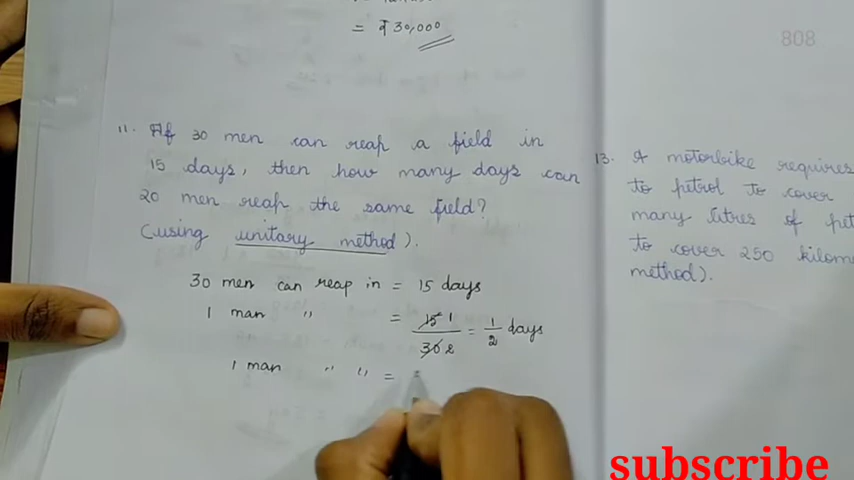 = ₹30,000
808
11. If 30 men can reap a field in
15 days, then how many days can
20 men reap the same field?
(using unitary method).
30 men can reap in = 15 days
1 man " = 15 1 / 30 2 = 1/2 days
1 man " " =
13. A motorbike requires
to petrol to cover
many litres of pet
to cover 250 kilom
method).
subscribe